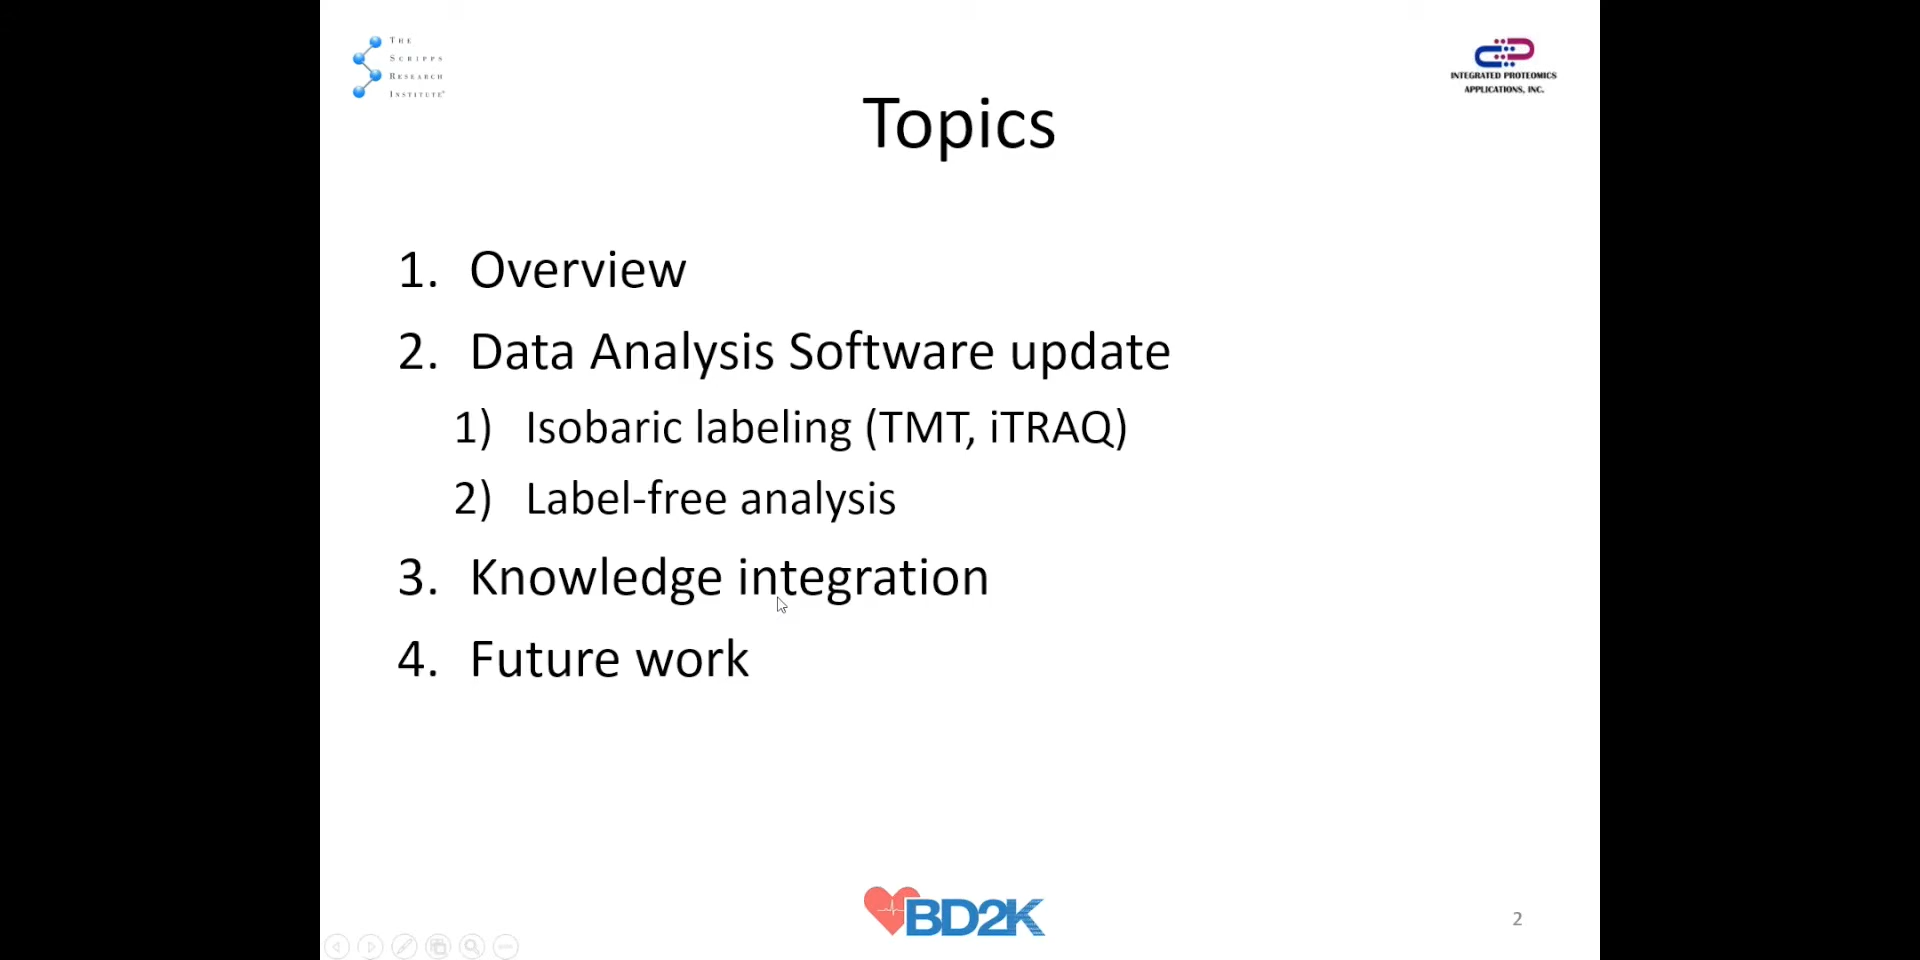 THE
SCRIPPS
RESEARCH
INSTITUTE®
INTEGRATED PROTEOMICS
APPLICATIONS, INC.
Topics
1. Overview
2. Data Analysis Software update
1) Isobaric labeling (TMT, iTRAQ)
2) Label-free analysis
3. Knowledge integration
4. Future work
BD2K
2